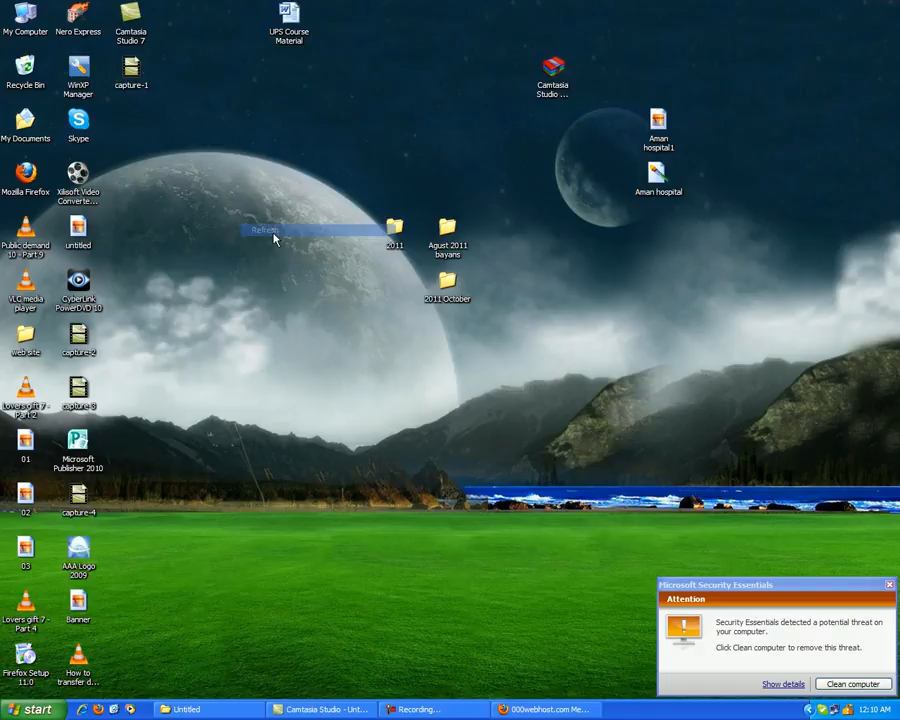 My Computer
Nero Express
Camtasia
Studio 7
UPS Course
Material
Recycle Bin
WinXP
Manager
capture-1
Camtasia
Studio ...
My Documents
Skype
Aman
hospital1
Mozilla Firefox
Xilisoft Video
Converte...
Aman hospital
Refresh
Public demand
10 - Part 9
untitled
2011
Agust 2011
bayans
VLC media
player
CyberLink
PowerDVD 10
2011 October
web site
capture-2
Lovers gift 7 -
Part 2
capture-3
01
Microsoft
Publisher 2010
02
capture-4
03
AAA Logo
2009
Lovers gift 7 -
Part 4
Banner
Firefox Setup
11.0
How to
transfer d...
Microsoft Security Essentials
Attention
Security Essentials detected a potential threat on
your computer.
Click Clean computer to remove this threat.
Show details
Clean computer
start
Untitled
Camtasia Studio - Unt...
Recording...
000webhost.com Me...
12:10 AM